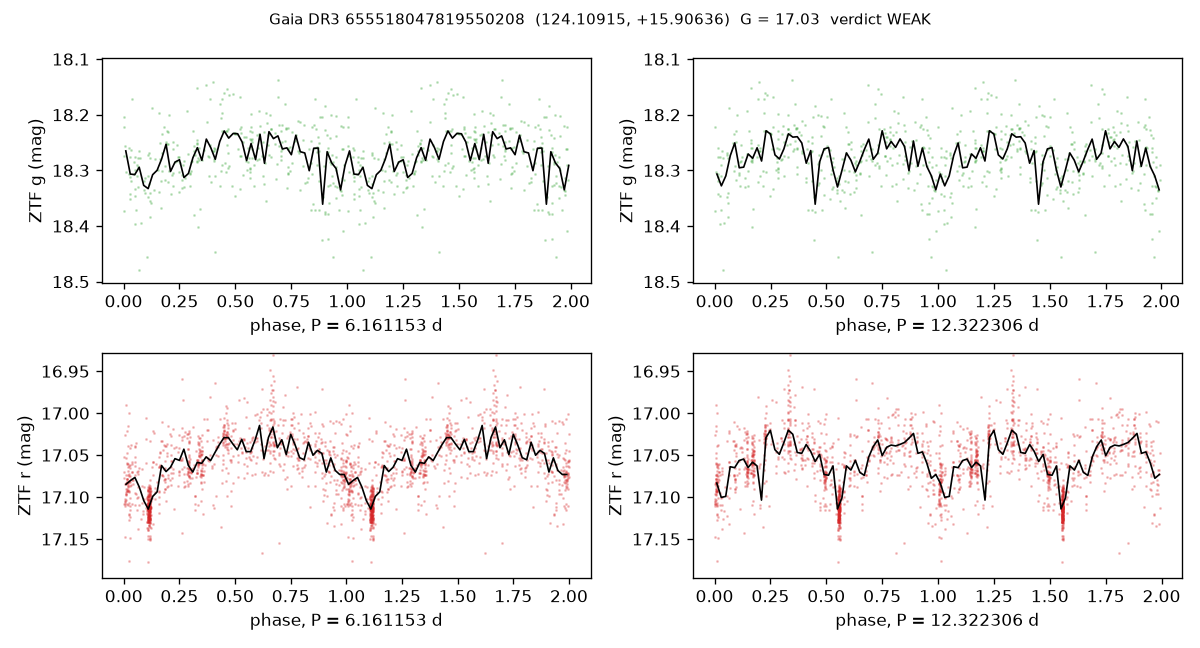 Gaia DR3 655518047819550208  (124.10915, +15.90636)  G = 17.03  verdict WEAK
18.1
18.2
18.3
18.4
18.5
ZTF g (mag)
0.00 0.25 0.50 0.75 1.00 1.25 1.50 1.75 2.00
phase, P = 6.161153 d
18.1
18.2
18.3
18.4
18.5
ZTF g (mag)
0.00 0.25 0.50 0.75 1.00 1.25 1.50 1.75 2.00
phase, P = 12.322306 d
16.95
17.00
17.05
17.10
17.15
ZTF r (mag)
0.00 0.25 0.50 0.75 1.00 1.25 1.50 1.75 2.00
phase, P = 6.161153 d
16.95
17.00
17.05
17.10
17.15
ZTF r (mag)
0.00 0.25 0.50 0.75 1.00 1.25 1.50 1.75 2.00
phase, P = 12.322306 d